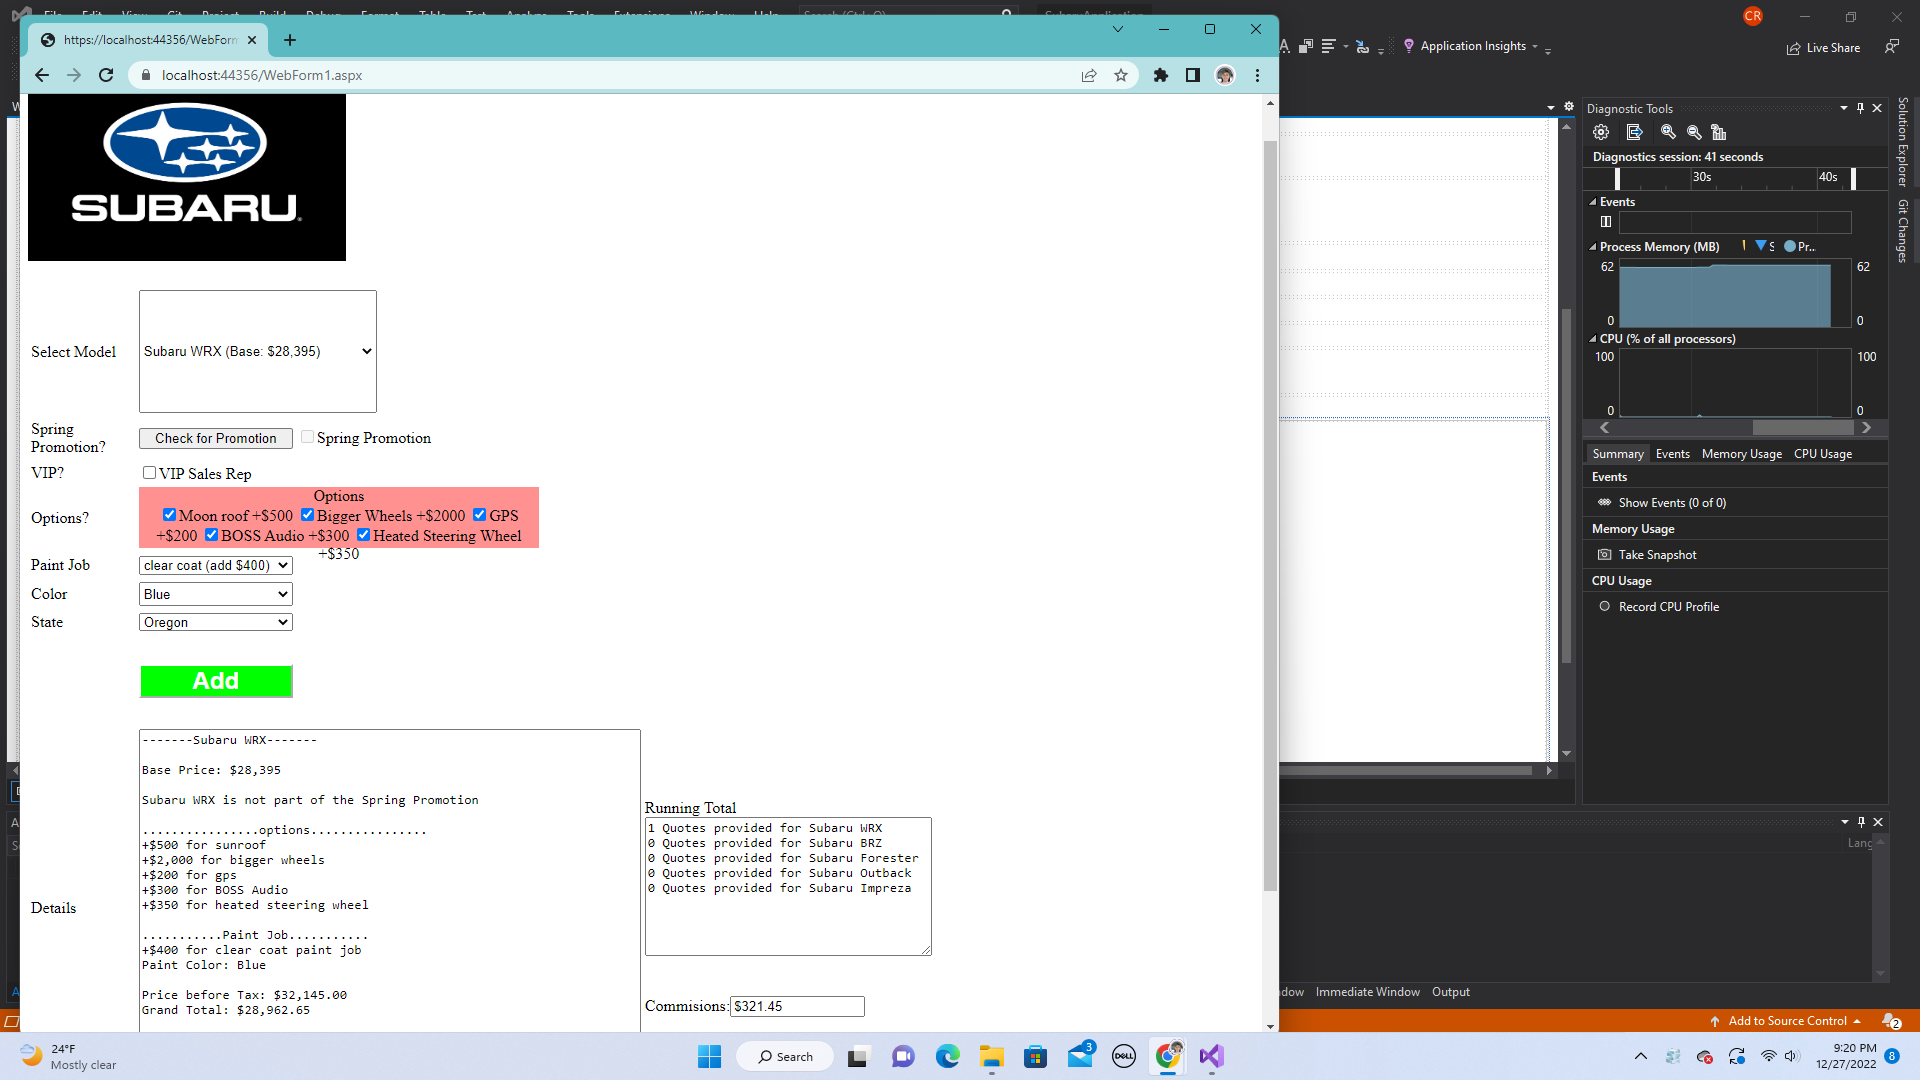 https://localhost:44356/WebForm
localhost:44356/WebForm1.aspx
CR
Application Insights
Live Share
SUBARU
Select Model
Subaru WRX (Base: $28,395)
Spring
Promotion?
Check for Promotion
Spring Promotion
VIP?
VIP Sales Rep
Options?
Options
Moon roof +$500 Bigger Wheels +$2000 GPS
+$200 BOSS Audio +$300 Heated Steering Wheel
+$350
Paint Job
clear coat (add $400)
Color
Blue
State
Oregon
Add
Details
-------Subaru WRX-------
Base Price: $28,395
Subaru WRX is not part of the Spring Promotion
................options................
+$500 for sunroof
+$2,000 for bigger wheels
+$200 for gps
+$300 for BOSS Audio
+$350 for heated steering wheel
...........Paint Job...........
+$400 for clear coat paint job
Paint Color: Blue
Price before Tax: $32,145.00
Grand Total: $28,962.65
Running Total
1 Quotes provided for Subaru WRX
0 Quotes provided for Subaru BRZ
0 Quotes provided for Subaru Forester
0 Quotes provided for Subaru Outback
0 Quotes provided for Subaru Impreza
Commisions:
$321.45
Diagnostic Tools
Diagnostics session: 41 seconds
30s
40s
Events
Process Memory (MB)
S
Pr...
62
62
0
0
CPU (% of all processors)
100
100
0
0
Summary
Events
Memory Usage
CPU Usage
Events
Show Events (0 of 0)
Memory Usage
Take Snapshot
CPU Usage
Record CPU Profile
Solution Explorer
Git Changes
Lang
dow
Immediate Window
Output
Add to Source Control
2
24°F
Mostly clear
Search
3
DELL
9:20 PM
12/27/2022
8